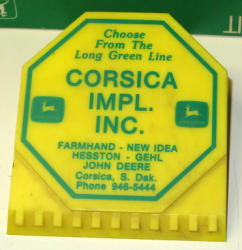 Choose
From The
Long Green Line
CORSICA
IMPL.
INC.
FARMHAND - NEW IDEA
HESSTON - GEHL
JOHN DEERE
Corsica, S. Dak.
Phone 946-5444